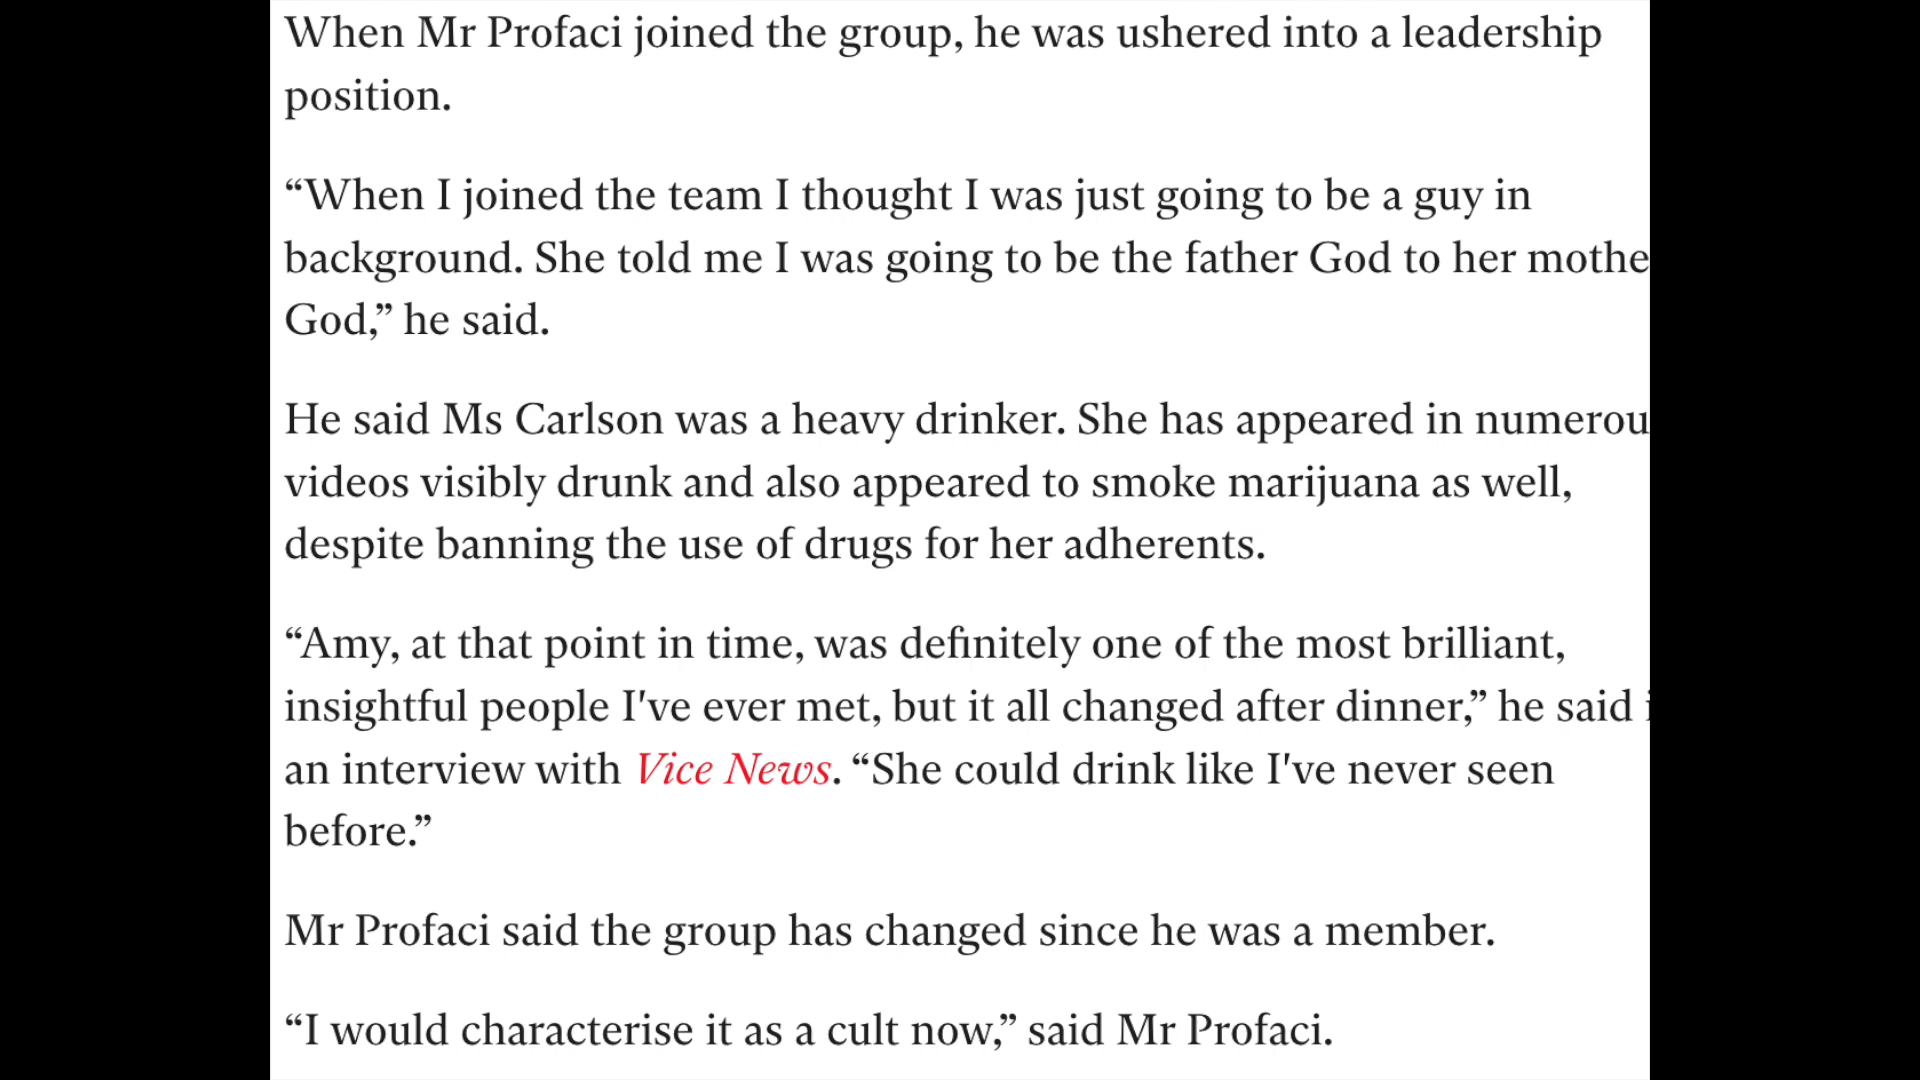 When Mr Profaci joined the group, he was ushered into a leadership
position.
“When I joined the team I thought I was just going to be a guy in
background. She told me I was going to be the father God to her mothe
God,” he said.
He said Ms Carlson was a heavy drinker. She has appeared in numerou
videos visibly drunk and also appeared to smoke marijuana as well,
despite banning the use of drugs for her adherents.
“Amy, at that point in time, was definitely one of the most brilliant,
insightful people I've ever met, but it all changed after dinner,” he said i
an interview with Vice News. “She could drink like I've never seen
before.”
Mr Profaci said the group has changed since he was a member.
“I would characterise it as a cult now,” said Mr Profaci.